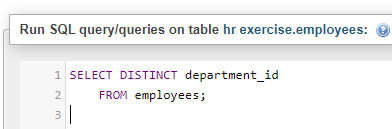 Run SQL query/queries on table hr exercise.employees:
1 SELECT DISTINCT department_id
2 FROM employees;
3